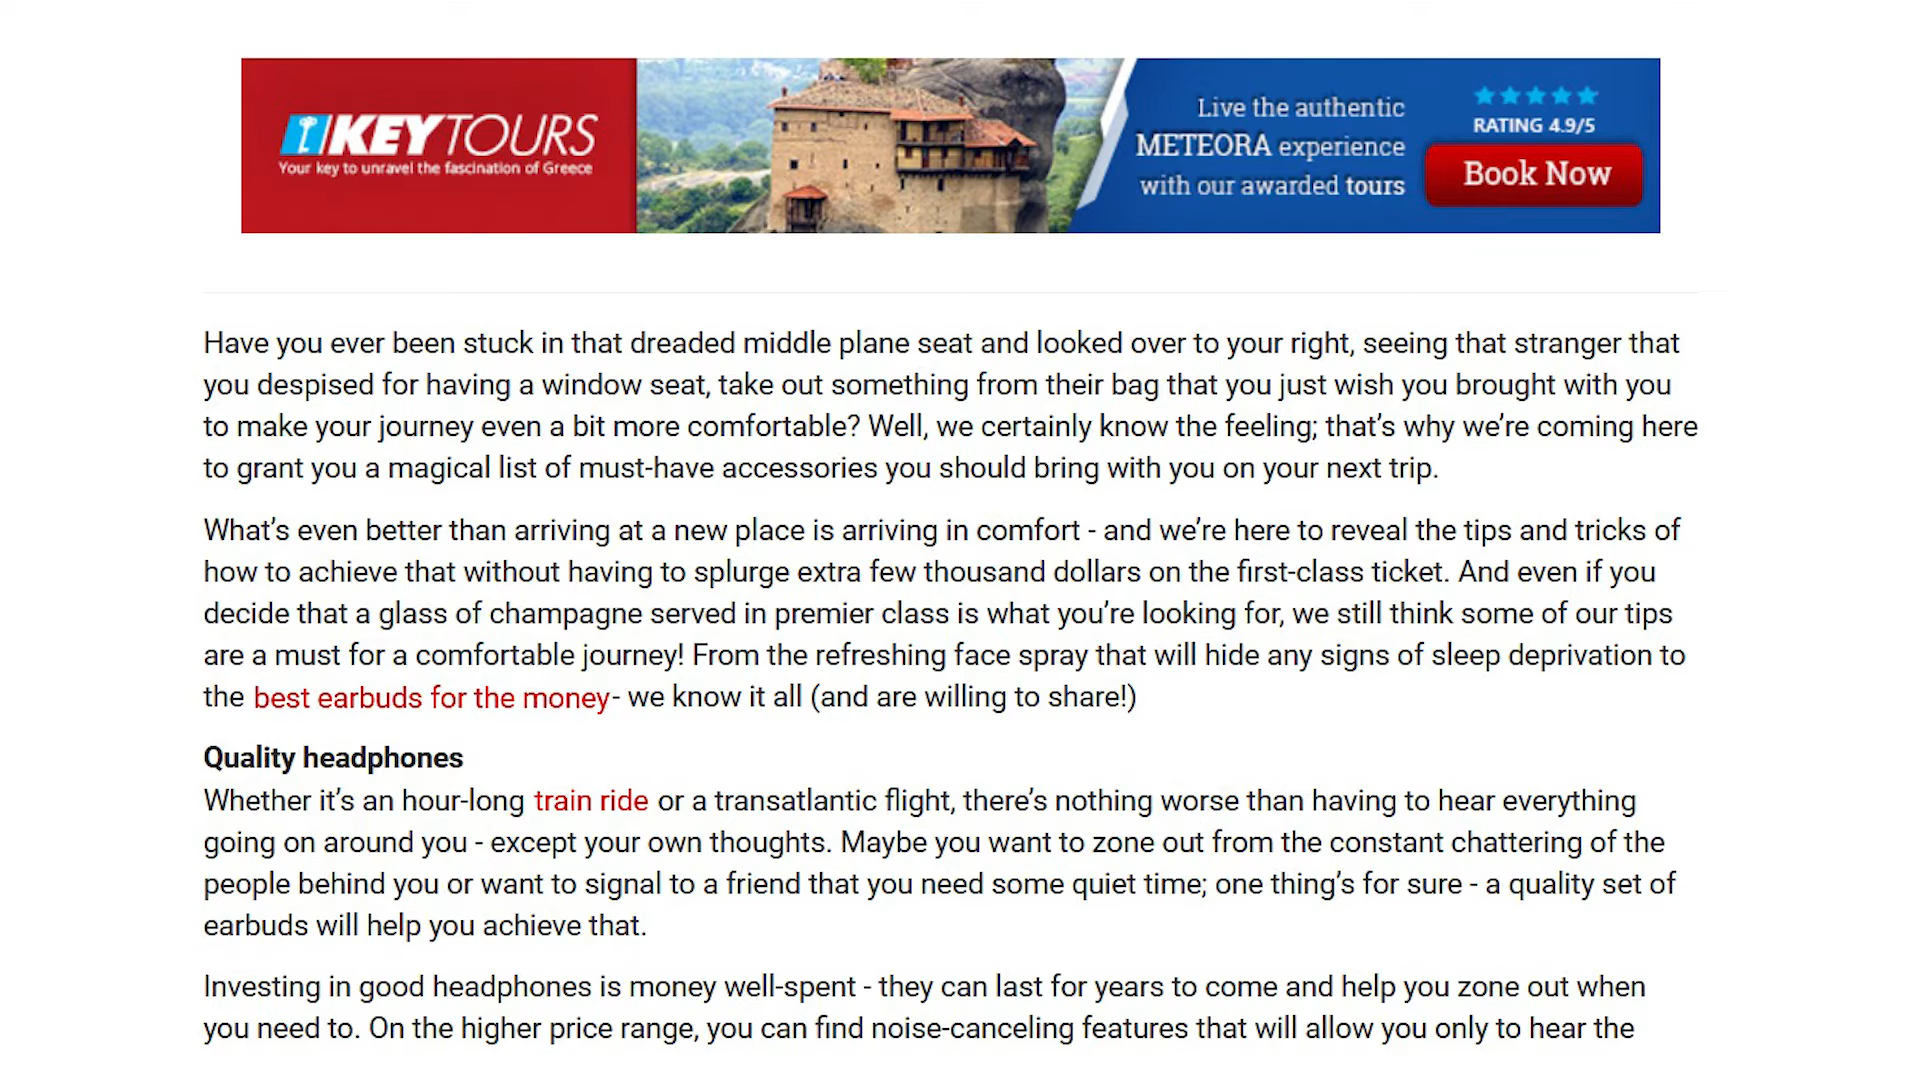 KEYTOURS
Your key to unravel the fascination of Greece
Live the authentic
METEORA experience
with our awarded tours
RATING 4.9/5
Book Now
Have you ever been stuck in that dreaded middle plane seat and looked over to your right, seeing that stranger that
you despised for having a window seat, take out something from their bag that you just wish you brought with you
to make your journey even a bit more comfortable? Well, we certainly know the feeling; that’s why we’re coming here
to grant you a magical list of must-have accessories you should bring with you on your next trip.
What’s even better than arriving at a new place is arriving in comfort - and we’re here to reveal the tips and tricks of
how to achieve that without having to splurge extra few thousand dollars on the first-class ticket. And even if you
decide that a glass of champagne served in premier class is what you’re looking for, we still think some of our tips
are a must for a comfortable journey! From the refreshing face spray that will hide any signs of sleep deprivation to
the best earbuds for the money- we know it all (and are willing to share!)
Quality headphones
Whether it’s an hour-long train ride or a transatlantic flight, there’s nothing worse than having to hear everything
going on around you - except your own thoughts. Maybe you want to zone out from the constant chattering of the
people behind you or want to signal to a friend that you need some quiet time; one thing’s for sure - a quality set of
earbuds will help you achieve that.
Investing in good headphones is money well-spent - they can last for years to come and help you zone out when
you need to. On the higher price range, you can find noise-canceling features that will allow you only to hear the